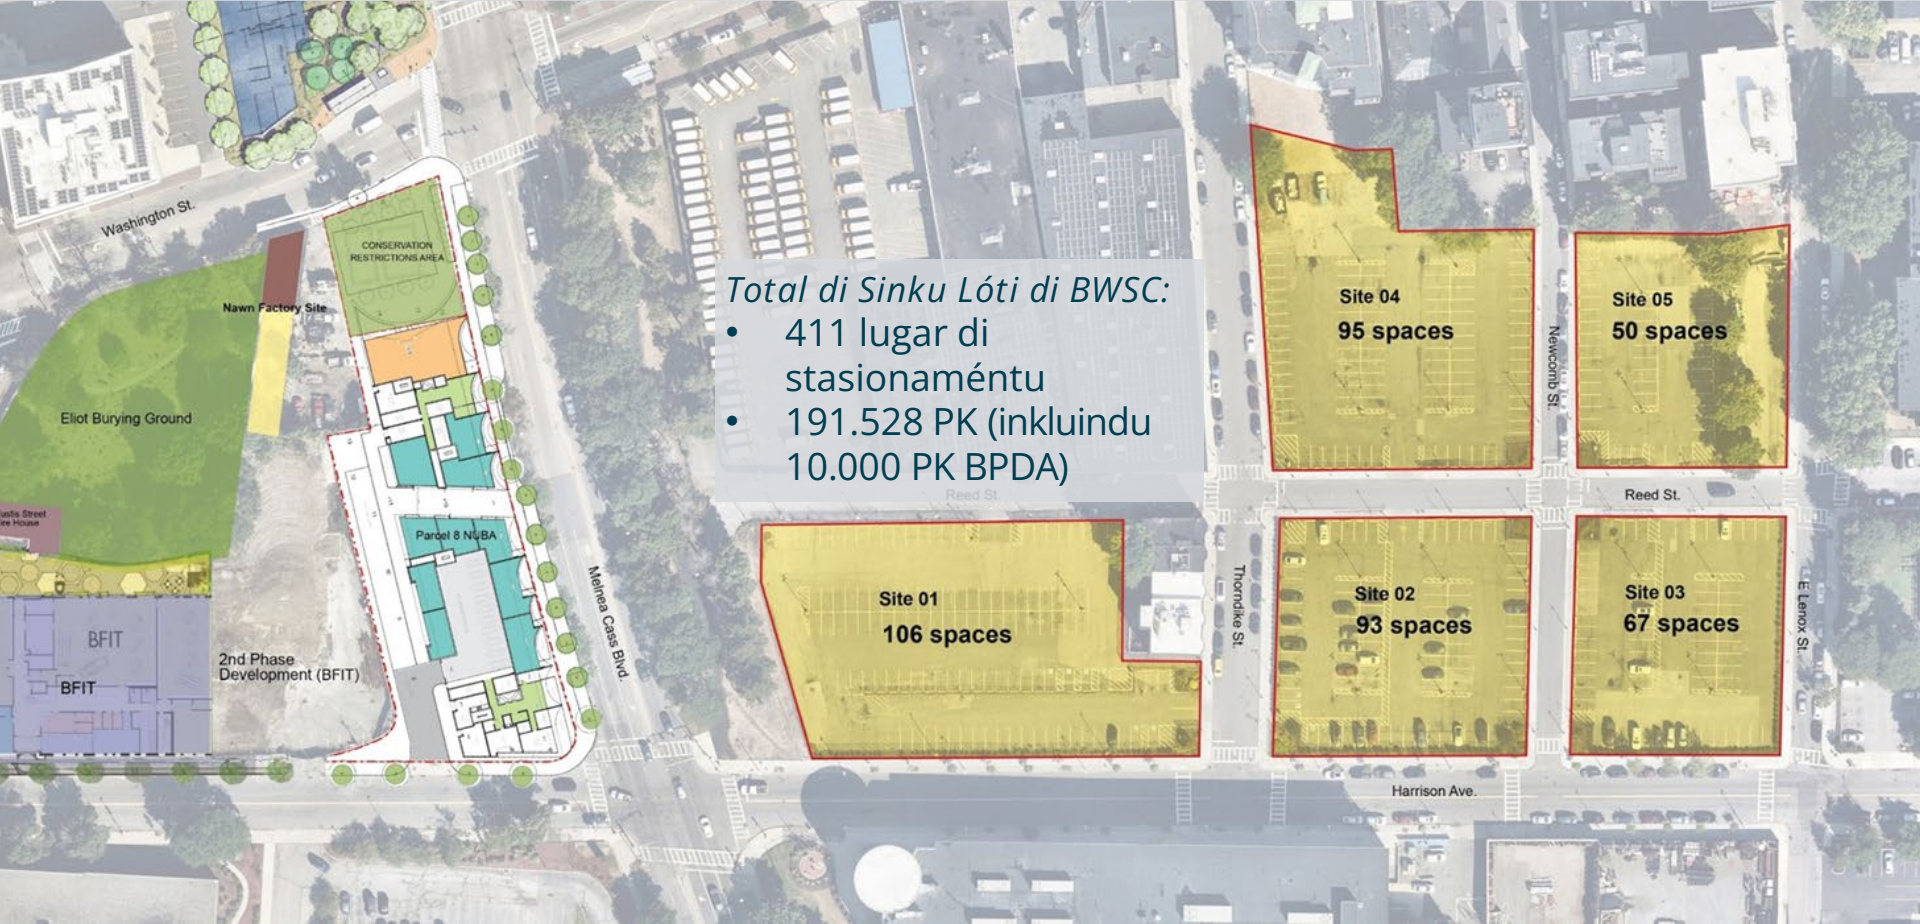 Washington St.
CONSERVATION
RESTRICTIONS AREA
Nawn Factory Site
Eliot Burying Ground
Parcel 8 NUBA
BFIT
BFIT
2nd Phase
Development (BFIT)
Melnea Cass Blvd.
Total di Sinku Lóti di BWSC:
• 411 lugar di
stasionaméntu
• 191.528 PK (inkluindu
10.000 PK BPDA)
Reed St.
Site 04
95 spaces
Site 05
50 spaces
Newcomb St.
Reed St.
Site 01
106 spaces
Thorndike St.
Site 02
93 spaces
Site 03
67 spaces
E Lenox St.
Harrison Ave.